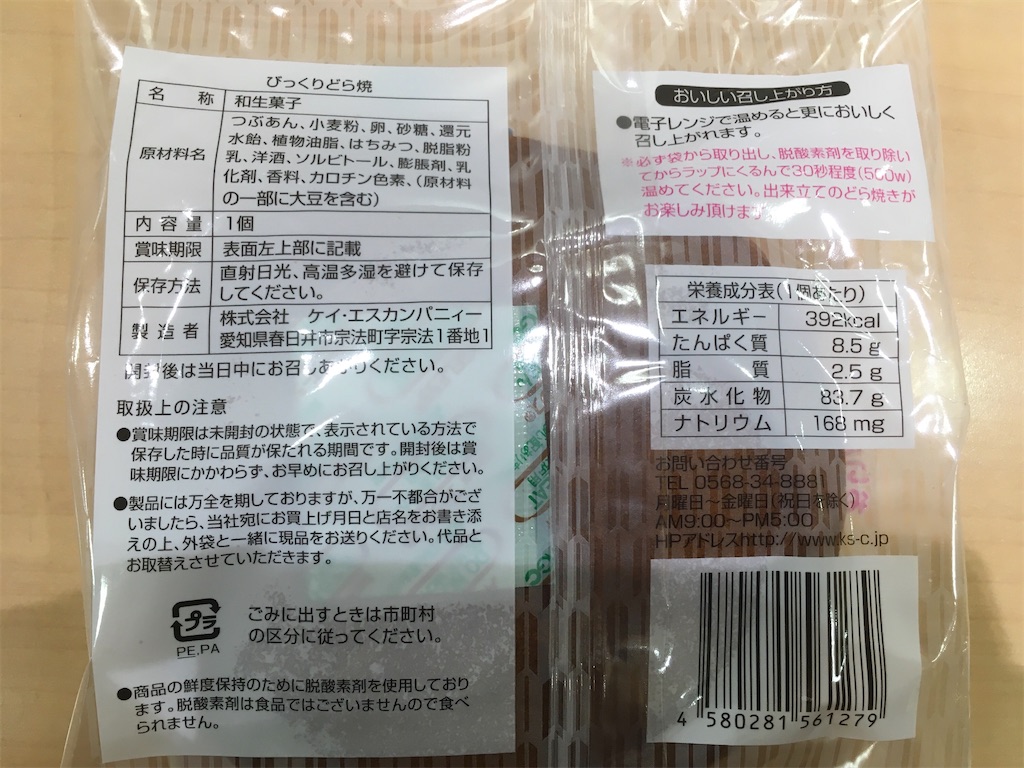 びっくりどら焼
名　称　和生菓子
原材料名　つぶあん、小麦粉、卵、砂糖、還元
水飴、植物油脂、はちみつ、脱脂粉
乳、洋酒、ソルビトール、膨脹剤、乳
化剤、香料、カロチン色素、（原材料
の一部に大豆を含む）
内容量　1個
賞味期限　表面左上部に記載
保存方法　直射日光、高温多湿を避けて保存
してください。
製造者　株式会社　ケイ・エスカンパニィー
愛知県春日井市宗法町字宗法1番地1
開封後は当日中にお召しあがりください。
取扱上の注意
●賞味期限は未開封の状態で、表示されている方法で
保存した時に品質が保たれる期間です。開封後は賞
味期限にかかわらず、お早めにお召し上がりください。
●製品には万全を期しておりますが、万一不都合がござ
いましたら、当社宛にお買上げ月日と店名をお書き添
えの上、外袋と一緒に現品をお送りください。代品と
お取替えさせていただきます。
プラ
PE,PA
ごみに出すときは市町村
の区分に従ってください。
●商品の鮮度保持のために脱酸素剤を使用しており
ます。脱酸素剤は食品ではございませんので食べ
られません。
おいしい召し上がり方
●電子レンジで温めると更においしく
召し上がれます。
※必ず袋から取り出し、脱酸素剤を取り除い
てからラップにくるんで30秒程度(500w)
温めてください。出来立てのどら焼きが
お楽しみ頂けます。
栄養成分表(1個あたり)
エネルギー　392kcal
たんぱく質　8.5g
脂　質　2.5g
炭水化物　83.7g
ナトリウム　168mg
お問い合わせ番号
TEL 0568-34-8881
月曜日～金曜日(祝日を除く)
AM9:00～PM5:00
HPアドレスhttp://www.ks-c.jp
4 580281 561279